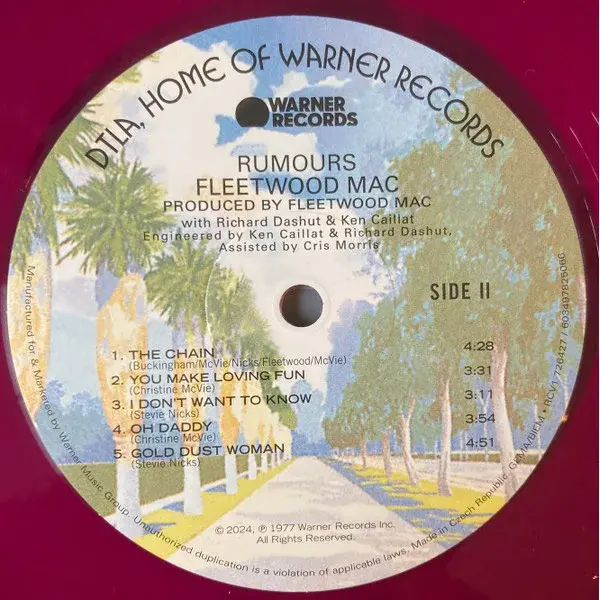 DTLA, HOME OF WARNER RECORDS
WARNER
RECORDS
RUMOURS
FLEETWOOD MAC
PRODUCED BY FLEETWOOD MAC
with Richard Dashut & Ken Caillat
Engineered by Ken Caillat & Richard Dashut,
Assisted by Cris Morris
SIDE II
1. THE CHAIN 4:28
(Buckingham/McVie/Nicks/Fleetwood/McVie)
2. YOU MAKE LOVING FUN 3:31
(Christine McVie)
3. I DON'T WANT TO KNOW 3:11
(Stevie Nicks)
4. OH DADDY 3:54
(Christine McVie)
5. GOLD DUST WOMAN 4:51
(Stevie Nicks)
© 2024, ℗ 1977 Warner Records Inc.
All Rights Reserved.
Manufactured for & Marketed by Warner Music Group. Unauthorized duplication is a violation of applicable laws. Made in Czech Republic. GEMA/BIEM • RCV1 726427 / 603497825066